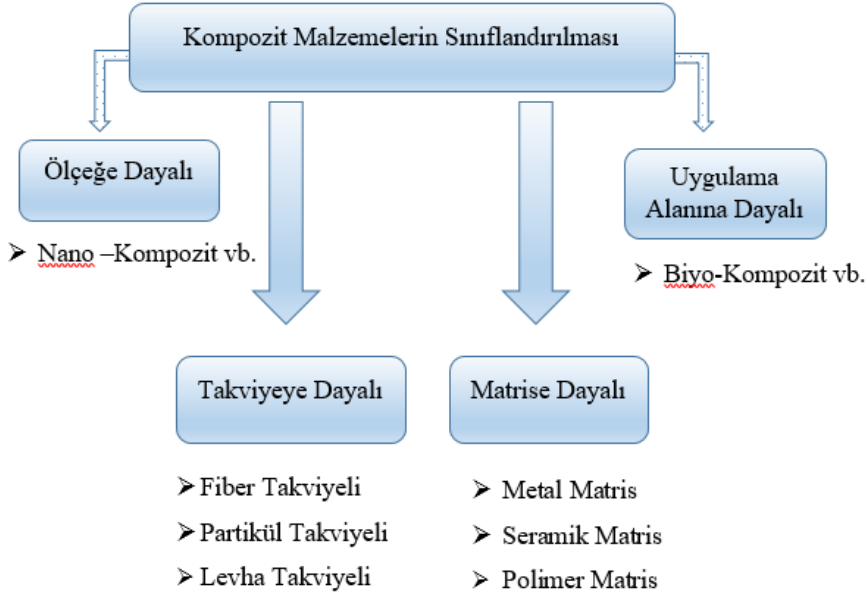 Kompozit Malzemelerin Sınıflandırılması
Ölçeğe Dayalı
➢ Nano –Kompozit vb.
Uygulama
Alanına Dayalı
➢ Biyo-Kompozit vb.
Takviyeye Dayalı
➢ Fiber Takviyeli
➢ Partikül Takviyeli
➢ Levha Takviyeli
Matrise Dayalı
➢ Metal Matris
➢ Seramik Matris
➢ Polimer Matris